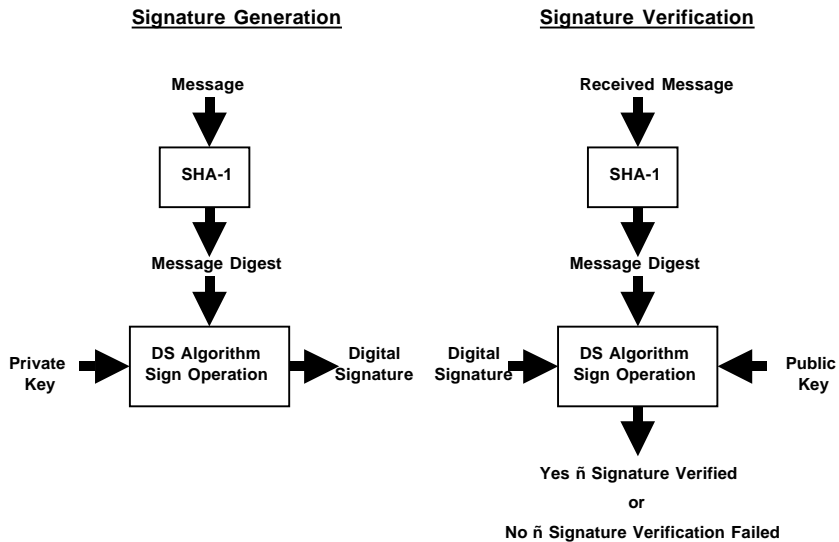 Signature Generation
Message
SHA-1
Message Digest
Private
Key
DS Algorithm
Sign Operation
Digital
Signature
Signature Verification
Received Message
SHA-1
Message Digest
Digital
Signature
DS Algorithm
Sign Operation
Public
Key
Yes ñ Signature Verified
or
No ñ Signature Verification Failed